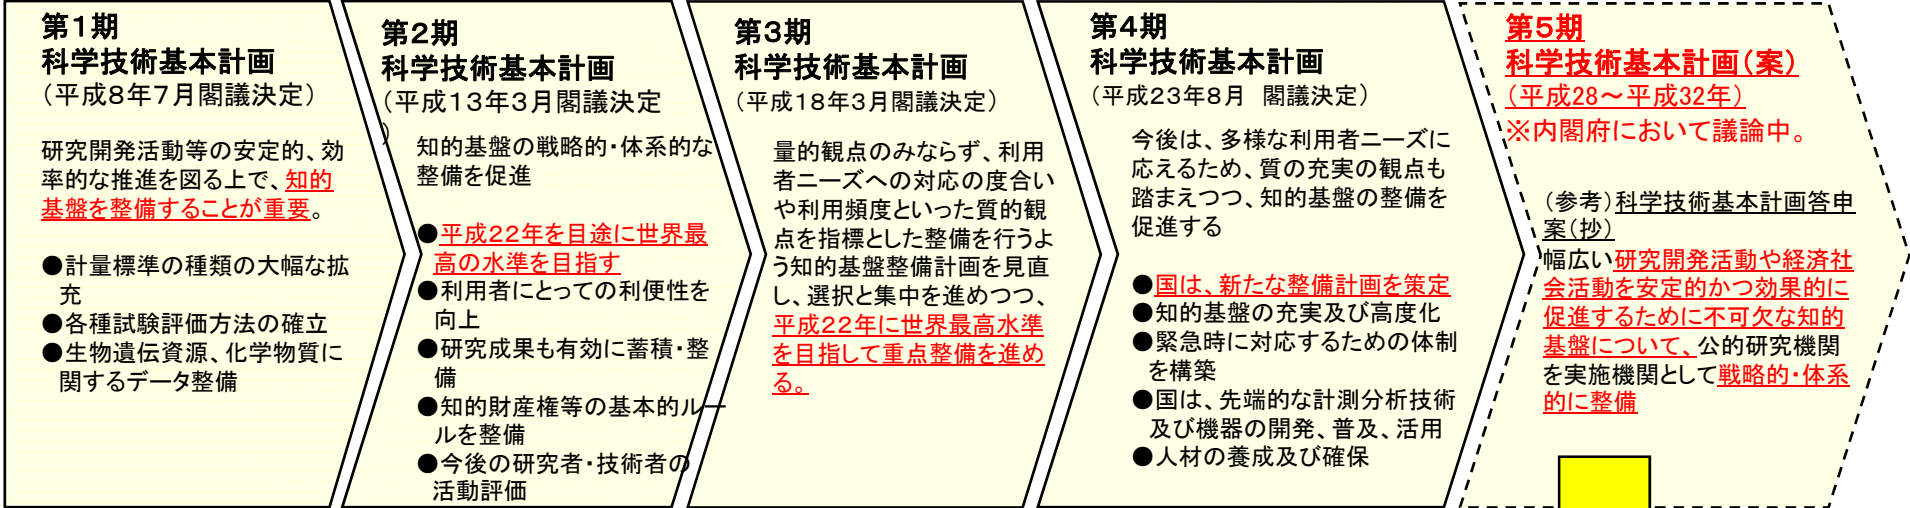 第1期
科学技術基本計画
（平成8年7月閣議決定）
研究開発活動等の安定的、効
率的な推進を図る上で、知的
基盤を整備することが重要。
●計量標準の種類の大幅な拡
充
●各種試験評価方法の確立
●生物遺伝資源、化学物質に
関するデータ整備
第2期
科学技術基本計画
（平成13年3月閣議決定
）
知的基盤の戦略的・体系的な
整備を促進
●平成22年を目途に世界最
高の水準を目指す
●利用者にとっての利便性を
向上
●研究成果も有効に蓄積・整
備
●知的財産権等の基本的ルー
ルを整備
●今後の研究者・技術者の
活動評価
第3期
科学技術基本計画
（平成18年3月閣議決定）
量的観点のみならず、利用
者ニーズへの対応の度合い
や利用頻度といった質的観
点を指標とした整備を行うよ
う知的基盤整備計画を見直
し、選択と集中を進めつつ、
平成22年に世界最高水準
を目指して重点整備を進め
る。
第4期
科学技術基本計画
（平成23年8月　閣議決定）
今後は、多様な利用者ニーズに
応えるため、質の充実の観点も
踏まえつつ、知的基盤の整備を
促進する
●国は、新たな整備計画を策定
●知的基盤の充実及び高度化
●緊急時に対応するための体制
を構築
●国は、先端的な計測分析技術
及び機器の開発、普及、活用
●人材の養成及び確保
第5期
科学技術基本計画（案）
（平成28～平成32年）
※内閣府において議論中。
（参考）科学技術基本計画答申
案（抄）
幅広い研究開発活動や経済社
会活動を安定的かつ効果的に
促進するために不可欠な知的
基盤について、公的研究機関
を実施機関として戦略的・体系
的に整備